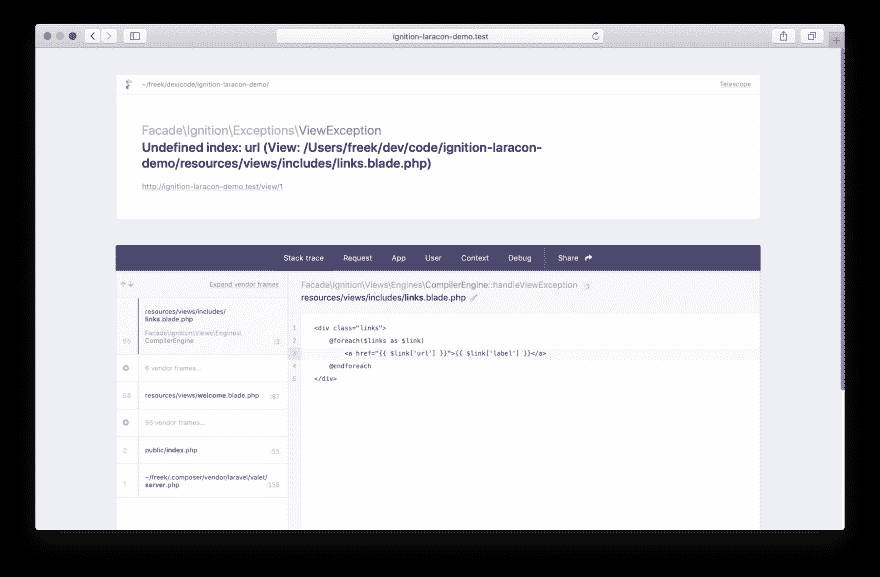 ignition-laracon-demo.test
~/freek/dev/code/ignition-laracon-demo/
Telescope
Facade\Ignition\Exceptions\ViewException
Undefined index: url (View: /Users/freek/dev/code/ignition-laracon-
demo/resources/views/includes/links.blade.php)
http://ignition-laracon-demo.test/view/1
Stack trace
Request
App
User
Context
Debug
Share
Expand vendor frames
resources/views/includes/
links.blade.php
Facade\Ignition\Views\Engines\
CompilerEngine
:3
6 vendor frames...
58
resources/views/welcome.blade.php
:87
56 vendor frames...
2
public/index.php
:55
1
~/freek/.composer/vendor/laravel/valet/
server.php
:158
Facade\Ignition\Views\Engines\CompilerEngine::handleViewException
:3
resources/views/includes/links.blade.php
1 <div class="links">
2 @foreach($links as $link)
3 <a href="{{ $link['url'] }}">{{ $link['label'] }}</a>
4 @endforeach
5 </div>